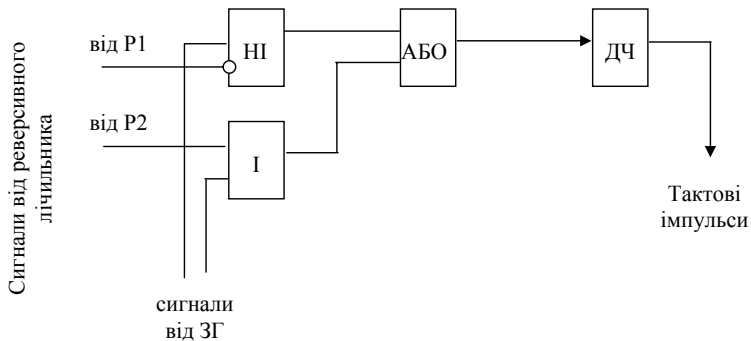 від Р1
НІ
АБО
ДЧ
від Р2
І
Сигнали від реверсивного
лічильника
Тактові
імпульси
сигнали
від ЗГ